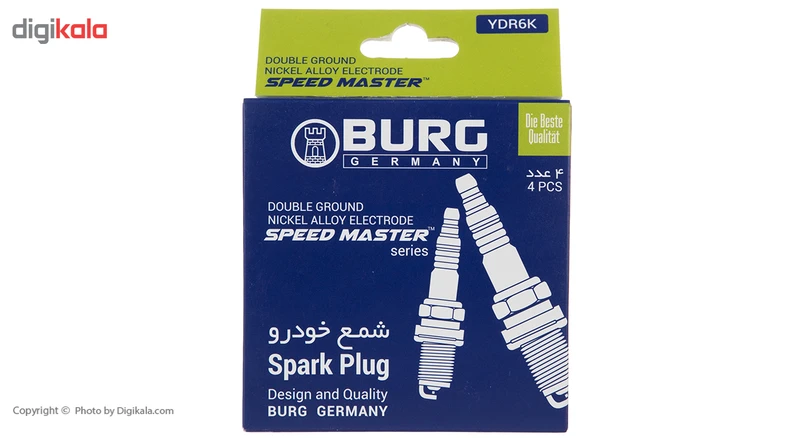 digikala
YDR6K
DOUBLE GROUND
NICKEL ALLOY ELECTRODE
SPEED MASTER™
BURG
GERMANY
Die Beste
Qualität
۴ عدد
4 PCS
DOUBLE GROUND
NICKEL ALLOY ELECTRODE
SPEED MASTER™
series
شمع خودرو
Spark Plug
Design and Quality
BURG GERMANY
Copyright © Photo by Digikala.com